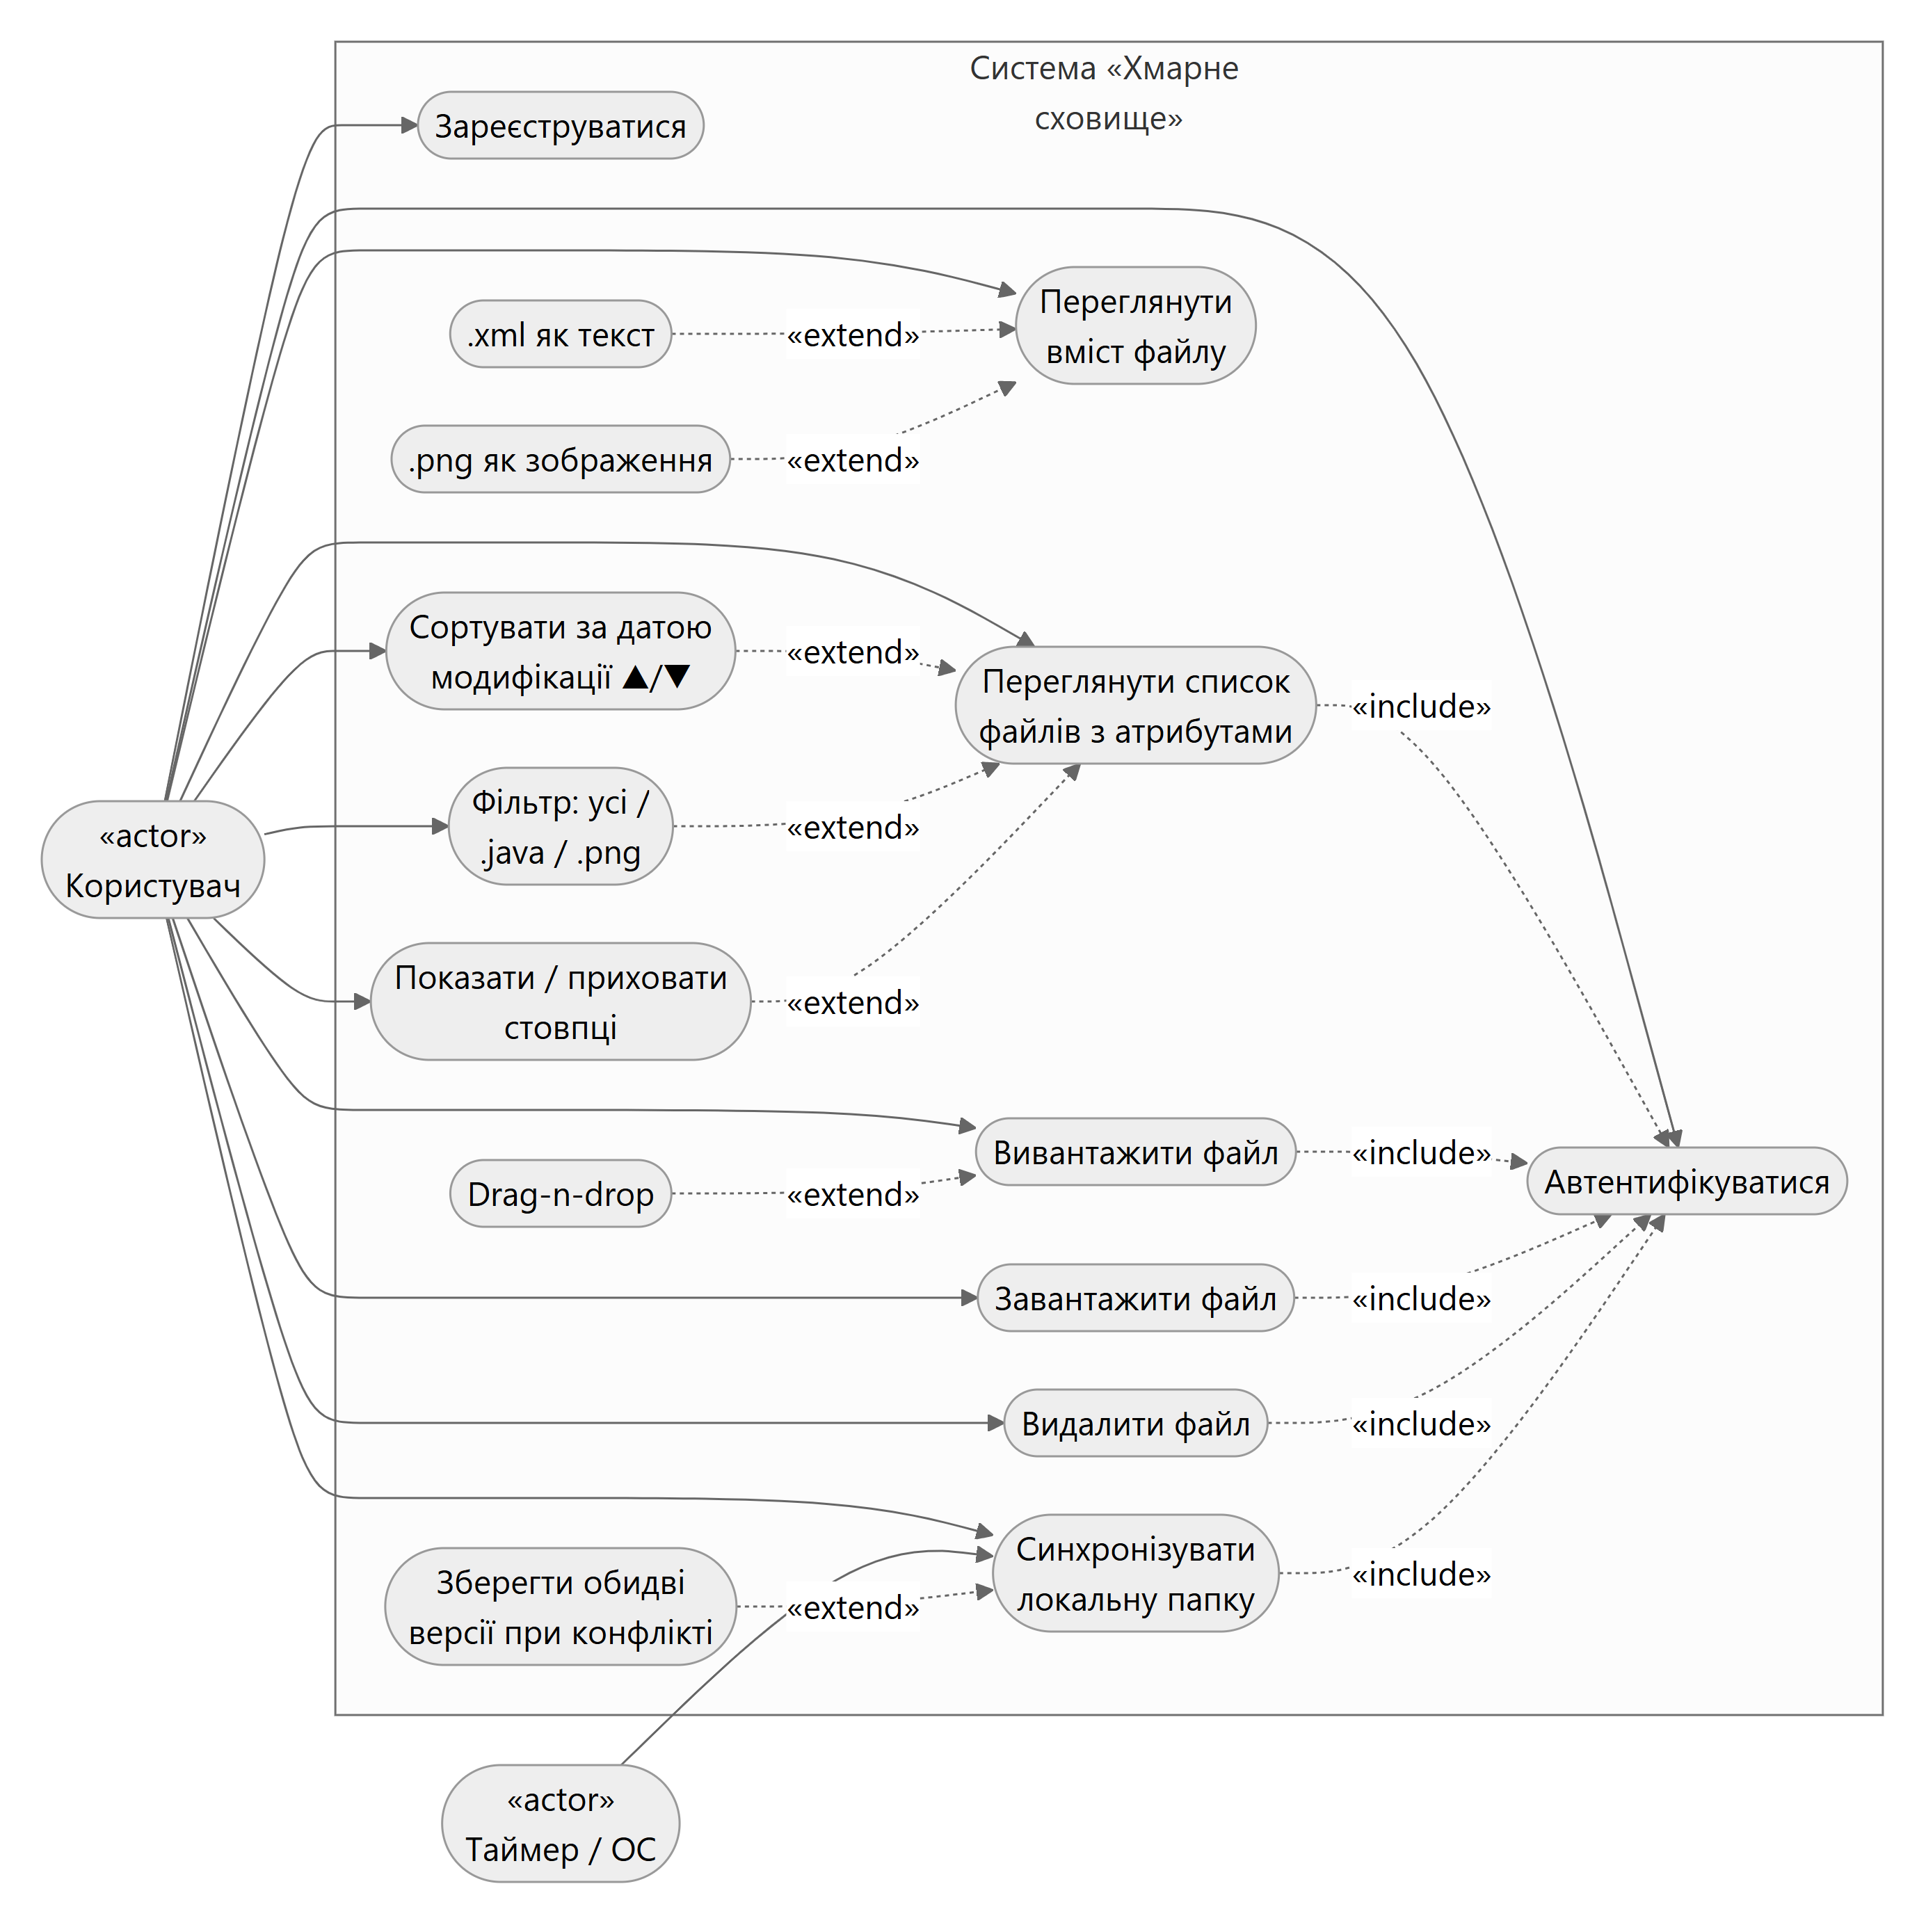 Система «Хмарне
сховище»
Зареєструватися
Переглянути
вміст файлу
.xml як текст
«extend»
.png як зображення
«extend»
Сортувати за датою
модифікації ▲/▼
«extend»
Переглянути список
файлів з атрибутами
«include»
Фільтр: усі /
.java / .png
«extend»
«actor»
Користувач
Показати / приховати
стовпці
«extend»
Вивантажити файл
«include»
Автентифікуватися
Drag-n-drop
«extend»
Завантажити файл
«include»
Видалити файл
«include»
Синхронізувати
локальну папку
«include»
Зберегти обидві
версії при конфлікті
«extend»
«actor»
Таймер / ОС